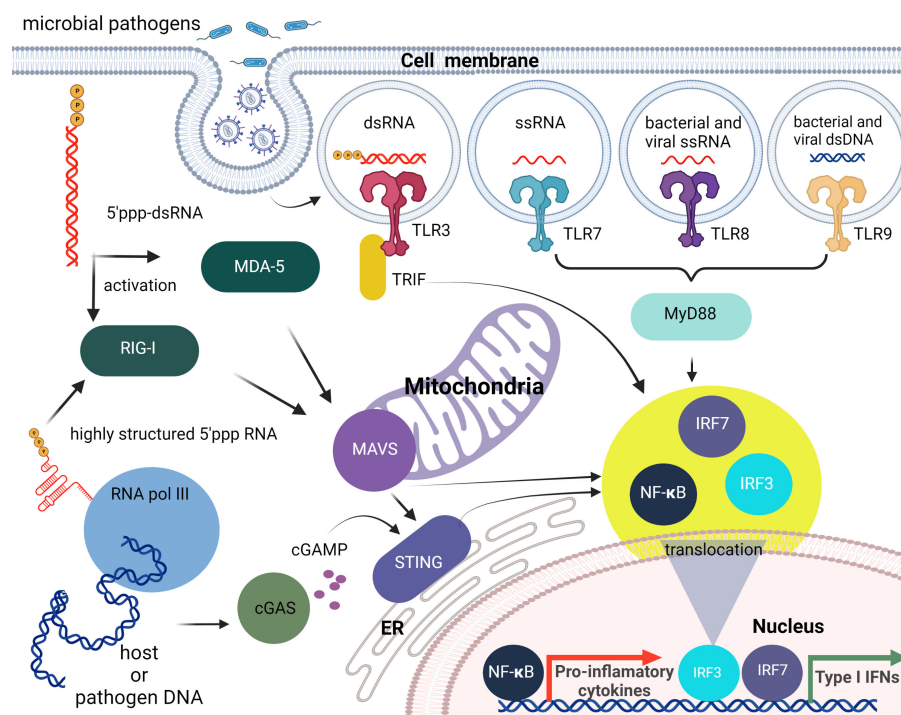 microbial pathogens
Cell membrane
P
P
P
dsRNA
P P P
ssRNA
bacterial and
viral ssRNA
bacterial and
viral dsDNA
5'ppp-dsRNA
TLR3
TLR7
TLR8
TLR9
MDA-5
TRIF
activation
MyD88
RIG-I
Mitochondria
highly structured 5'ppp RNA
MAVS
IRF7
NF-κB
IRF3
P
P
P
RNA pol III
cGAMP
STING
translocation
cGAS
ER
host
or
pathogen DNA
Nucleus
NF-κB
Pro-inflamatory
cytokines
IRF3
IRF7
Type I IFNs